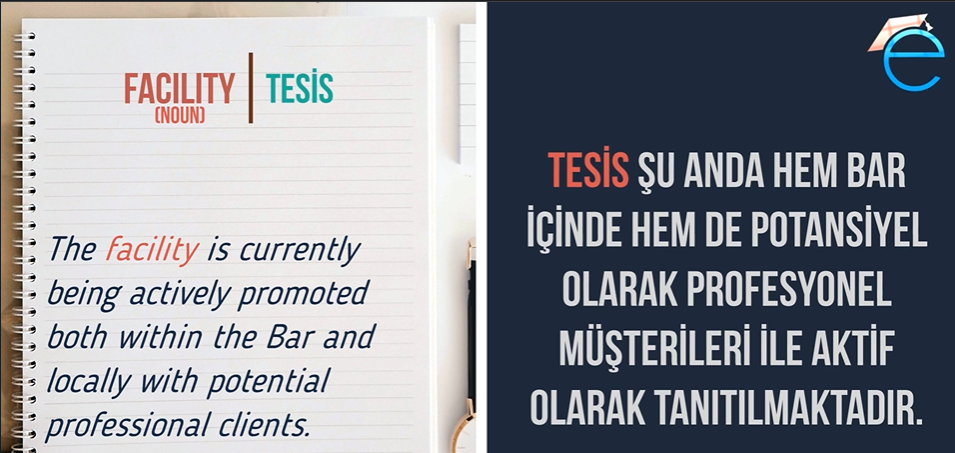 FACILITY
(NOUN)
TESİS
The facility is currently
being actively promoted
both within the Bar and
locally with potential
professional clients.
e
TESİS ŞU ANDA HEM BAR
İÇİNDE HEM DE POTANSİYEL
OLARAK PROFESYONEL
MÜŞTERİLERİ İLE AKTİF
OLARAK TANITILMAKTADIR.